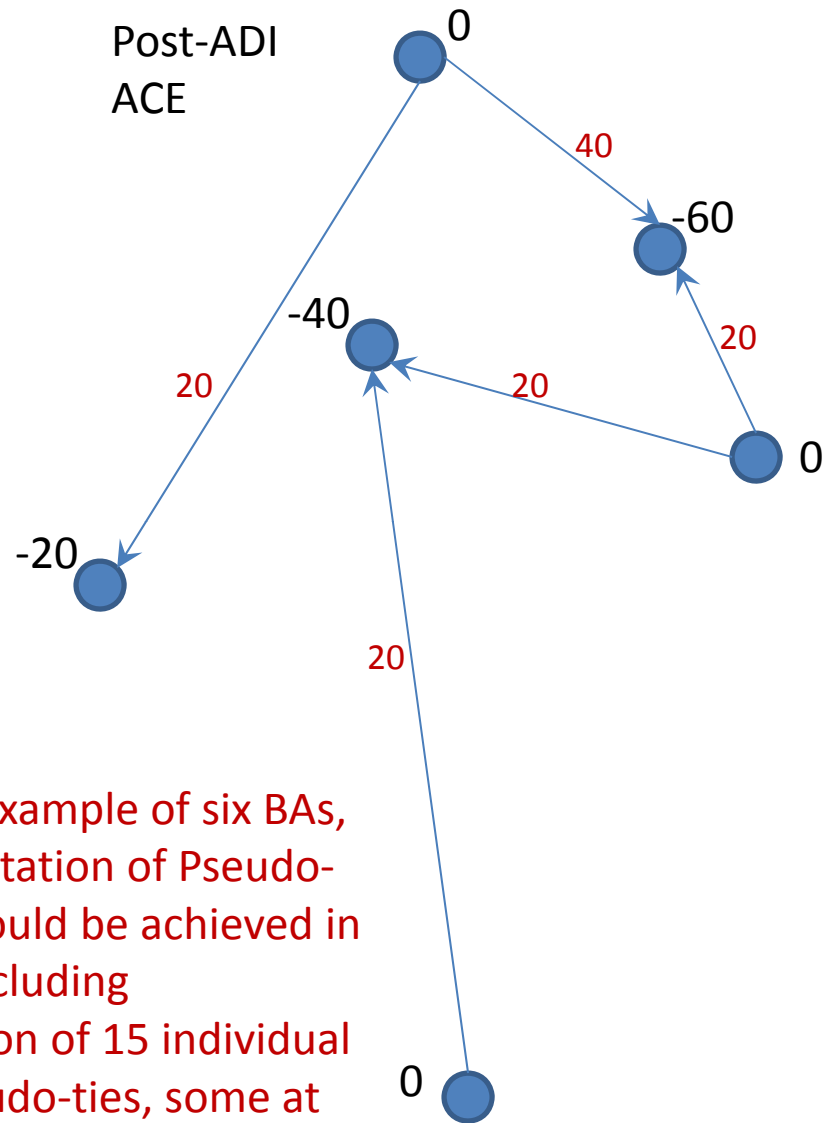 Post-ADI
ACE
0
40
-60
-40
20
20
20
0
-20
20
xample of six BAs,
tation of Pseudo-
ould be achieved in
cluding
on of 15 individual
udo-ties, some at
0